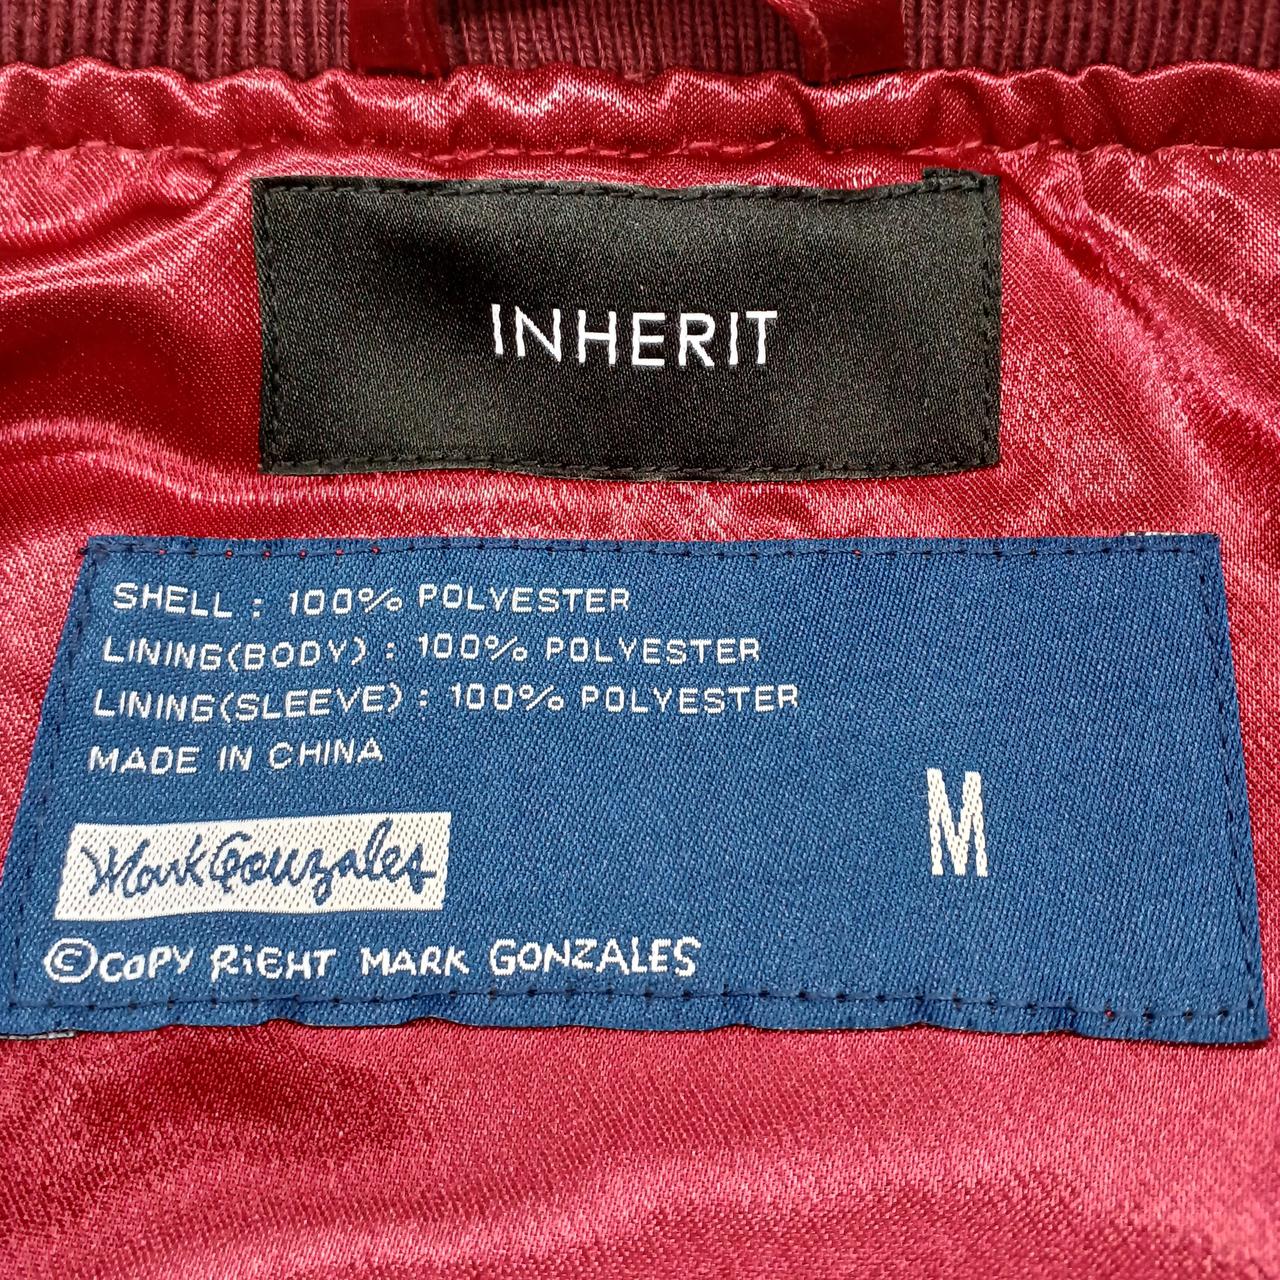 INHERIT
SHELL : 100% POLYESTER
LINING(BODY) : 100% POLYESTER
LINING(SLEEVE) : 100% POLYESTER
MADE IN CHINA
M
Mark Gonzales
©COPY RiGHT MARK GONZALES